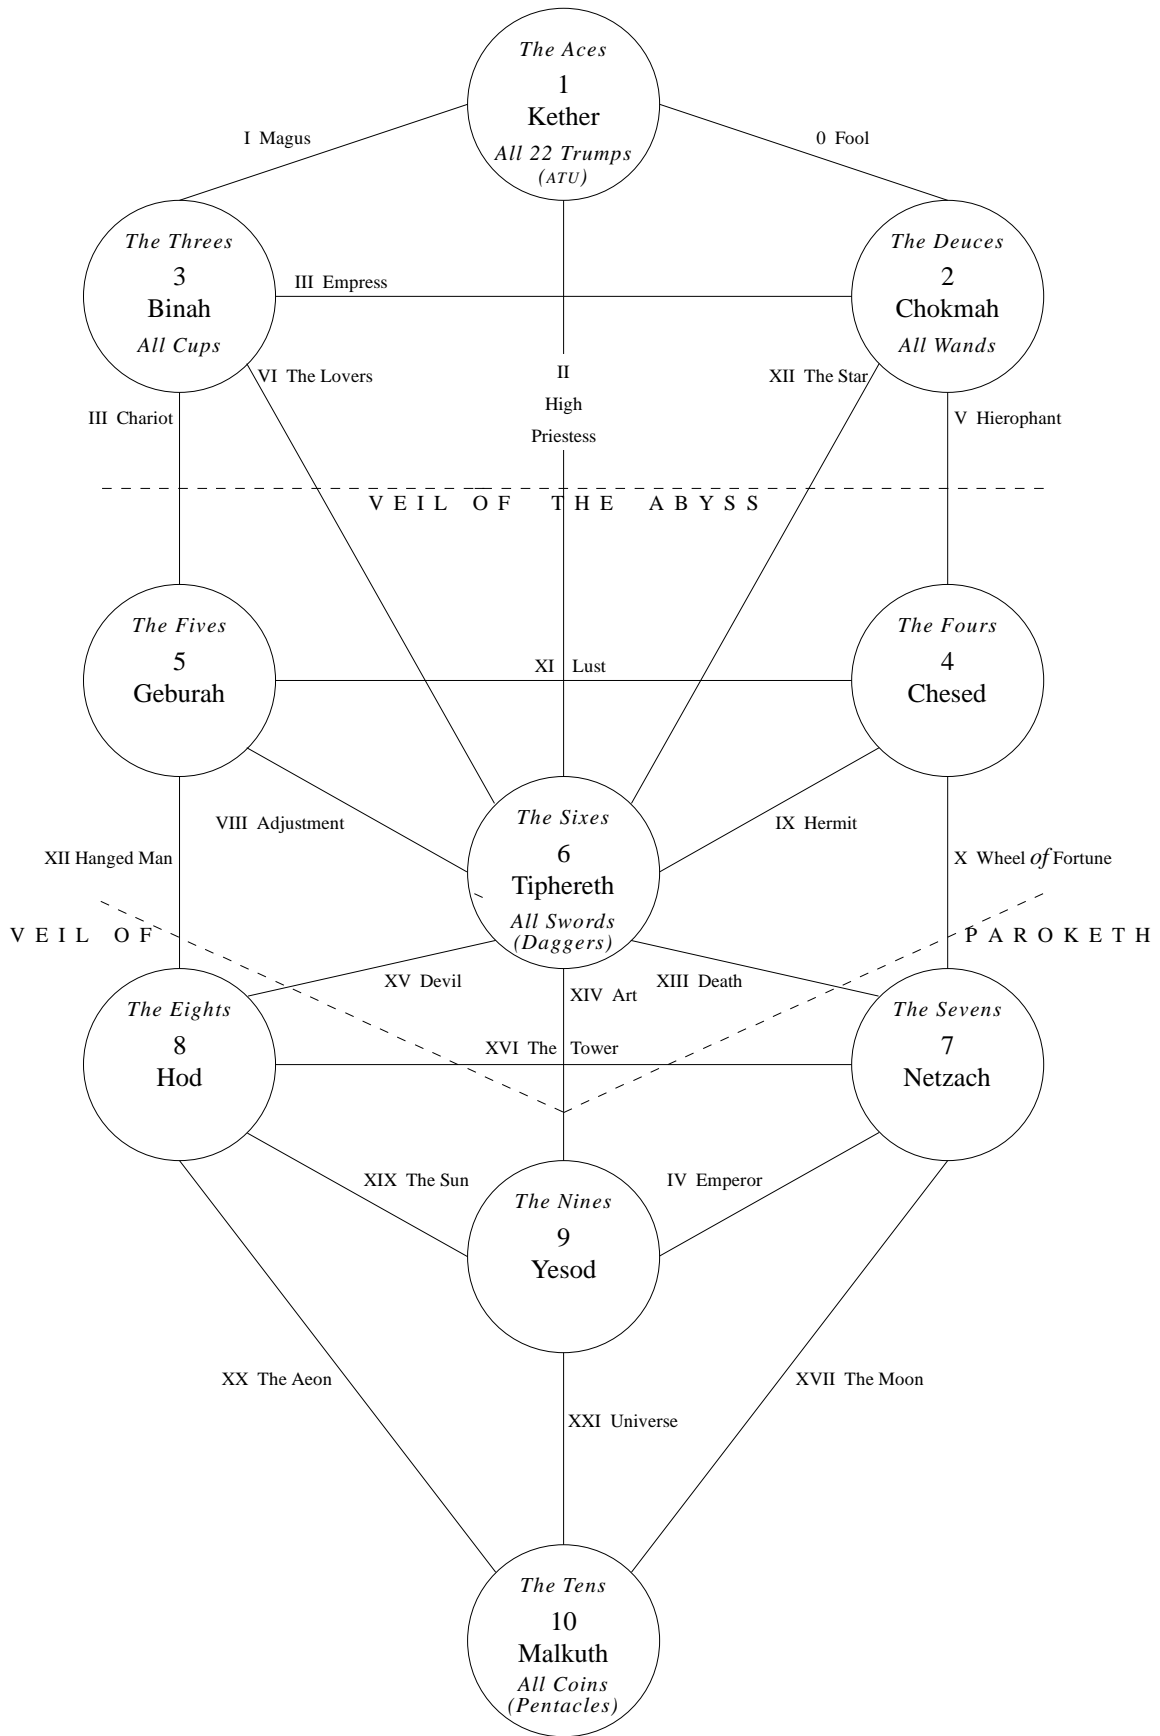 The Aces
1
Kether
All 22 Trumps
(ATU)
I Magus
0 Fool
The Threes
3
Binah
All Cups
The Deuces
2
Chokmah
All Wands
III Empress
VI The Lovers
II
High
Priestess
XII The Star
III Chariot
V Hierophant
VEIL OF THE ABYSS
The Fives
5
Geburah
The Fours
4
Chesed
XI Lust
VIII Adjustment
The Sixes
6
Tiphereth
All Swords
(Daggers)
IX Hermit
XII Hanged Man
X Wheel of Fortune
VEIL OF
PAROKETH
XV Devil
XIV Art
XIII Death
The Eights
8
Hod
The Sevens
7
Netzach
XVI The Tower
XIX The Sun
IV Emperor
The Nines
9
Yesod
XX The Aeon
XVII The Moon
XXI Universe
The Tens
10
Malkuth
All Coins
(Pentacles)